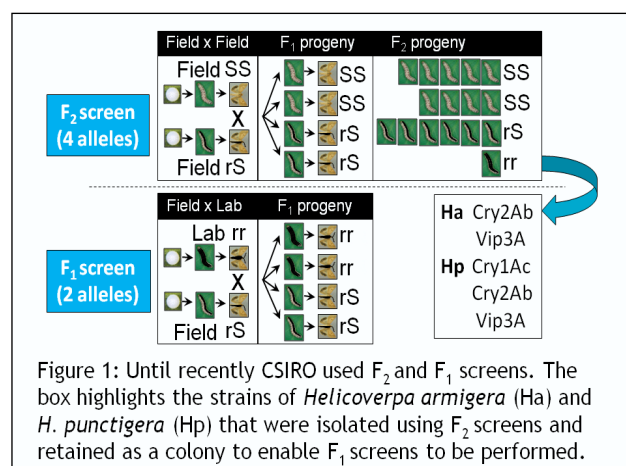 Field x Field
F1 progeny
F2 progeny
F2 screen
(4 alleles)
Field SS
X
Field rS
SS
SS
rS
rS
SS
SS
rS
rr
Field x Lab
F1 progeny
F1 screen
(2 alleles)
Lab rr
X
Field rS
rr
rr
rS
rS
Ha Cry2Ab
Vip3A
Hp Cry1Ac
Cry2Ab
Vip3A
Figure 1: Until recently CSIRO used F2 and F1 screens. The
box highlights the strains of Helicoverpa armigera (Ha) and
H. punctigera (Hp) that were isolated using F2 screens and
retained as a colony to enable F1 screens to be performed.